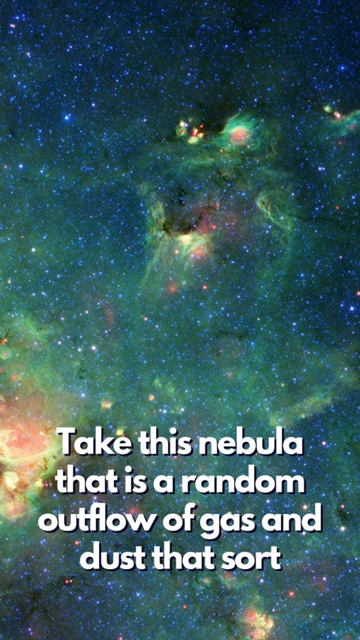 Take this nebula
that is a random
outflow of gas and
dust that sort